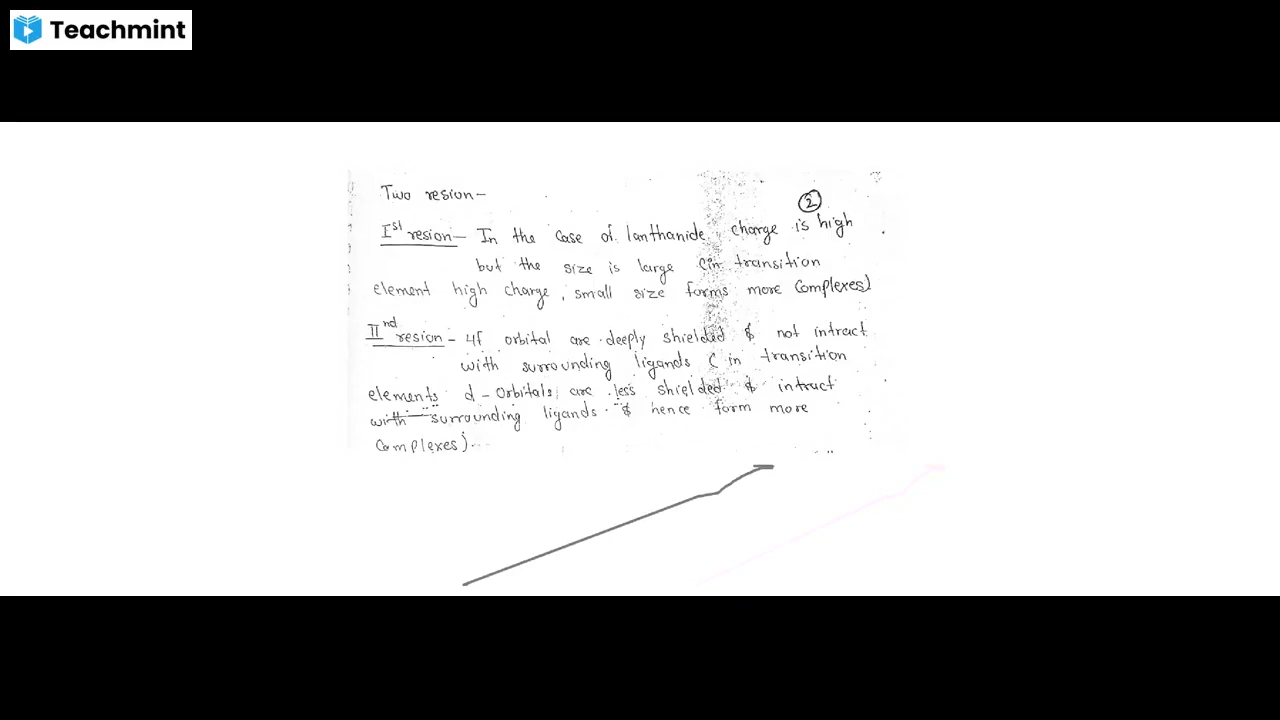 Teachmint
Two resion-
②
Ist resion- In the case of lanthanide, charge is high
but the size is large (in transition
element high charge, small size forms more complexes)
IInd resion - 4f orbital are deeply shielded & not intract
with surrounding ligands (in transition
elements d-orbitals are less shielded & intract
with surrounding ligands & hence form more
complexes).